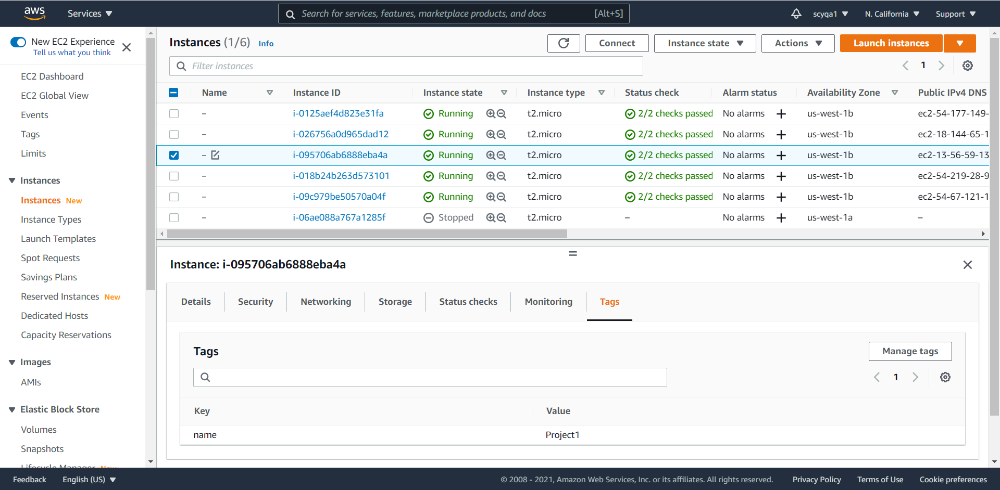 aws
Services
Search for services, features, marketplace products, and docs [Alt+S]
scyqa1
N. California
Support
New EC2 Experience
Tell us what you think
EC2 Dashboard
EC2 Global View
Events
Tags
Limits
Instances
Instances New
Instance Types
Launch Templates
Spot Requests
Savings Plans
Reserved Instances New
Dedicated Hosts
Capacity Reservations
Images
AMIs
Elastic Block Store
Volumes
Snapshots
Lifecycle Manager New
Instances (1/6) Info
Connect
Instance state
Actions
Launch instances
Filter instances
1
Name Instance ID Instance state Instance type Status check Alarm status Availability Zone Public IPv4 DNS
– i-0125aef4d823e31fa Running t2.micro 2/2 checks passed No alarms + us-west-1b ec2-54-177-149-
– i-026756a0d965dad12 Running t2.micro 2/2 checks passed No alarms + us-west-1b ec2-18-144-65-1
– i-095706ab6888eba4a Running t2.micro 2/2 checks passed No alarms + us-west-1b ec2-13-56-59-13
– i-018b24b263d573101 Running t2.micro 2/2 checks passed No alarms + us-west-1b ec2-54-219-28-9
– i-09c979be50570a04f Running t2.micro 2/2 checks passed No alarms + us-west-1b ec2-54-67-121-1
– i-06ae088a767a1285f Stopped t2.micro – No alarms + us-west-1a –
Instance: i-095706ab6888eba4a
Details Security Networking Storage Status checks Monitoring Tags
Tags
Manage tags
1
Key Value
name Project1
Feedback English (US) © 2008 - 2021, Amazon Web Services, Inc. or its affiliates. All rights reserved. Privacy Policy Terms of Use Cookie preferences